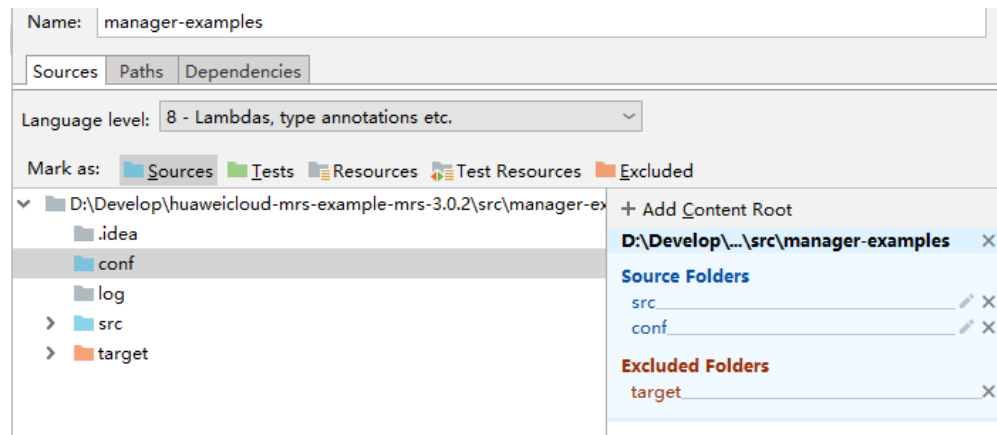 Name: manager-examples
Sources Paths Dependencies
Language level: 8 - Lambdas, type annotations etc.
Mark as: Sources Tests Resources Test Resources Excluded
D:\Develop\huaweicloud-mrs-example-mrs-3.0.2\src\manager-ex
.idea
conf
log
src
target
+ Add Content Root
D:\Develop\...\src\manager-examples
Source Folders
src
conf
Excluded Folders
target